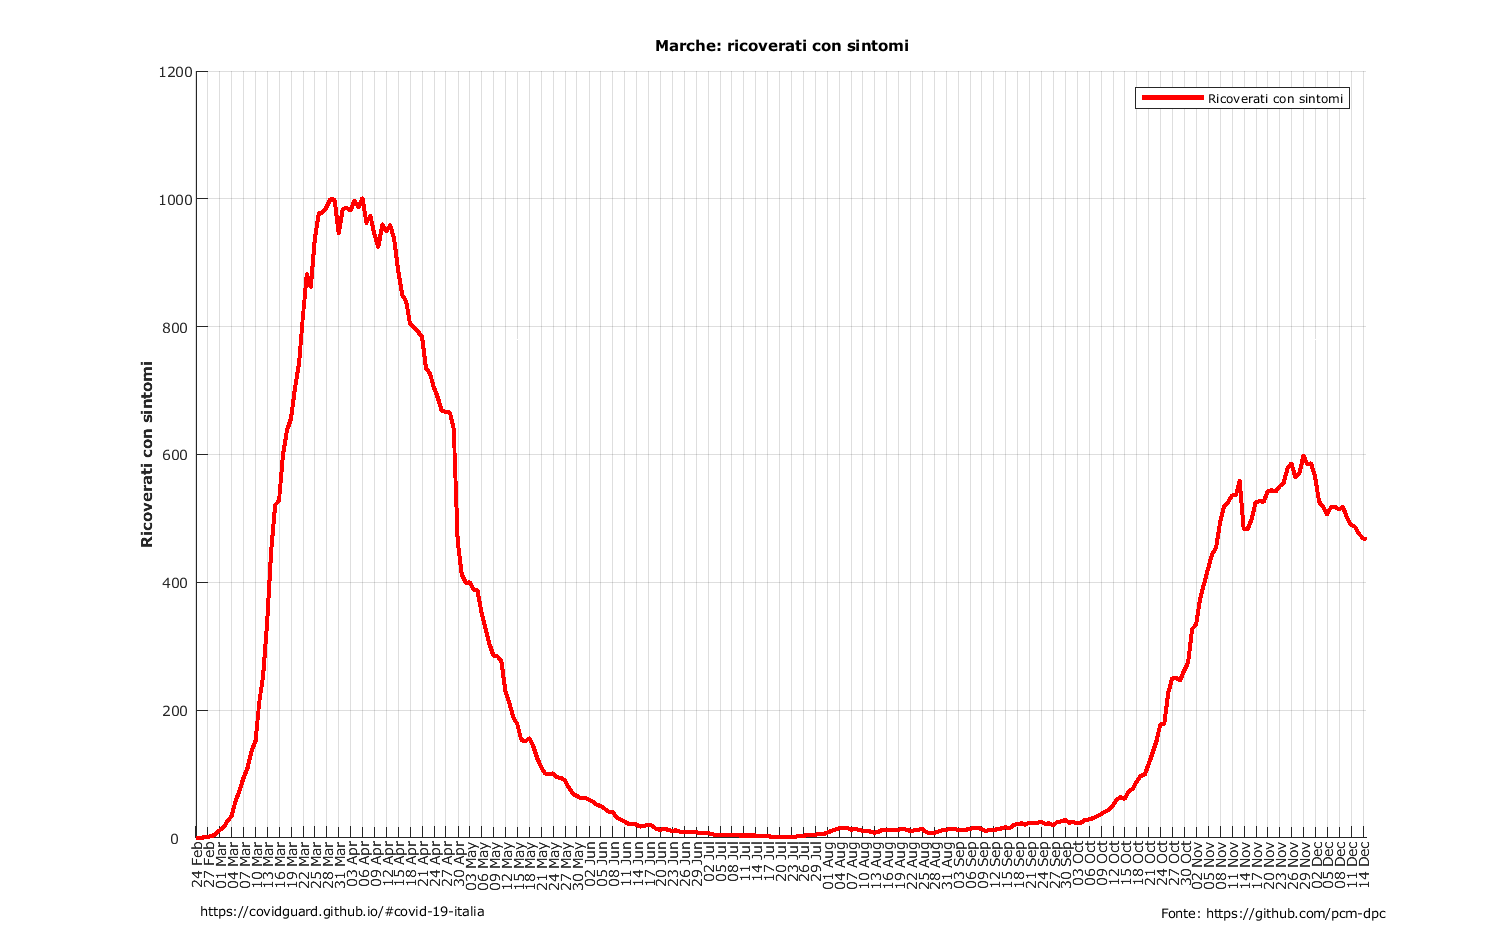 Marche: ricoverati con sintomi
Ricoverati con sintomi
Ricoverati con sintomi
1200
1000
800
600
400
200
0
24 Feb
27 Feb
01 Mar
04 Mar
07 Mar
10 Mar
13 Mar
16 Mar
19 Mar
22 Mar
25 Mar
28 Mar
31 Mar
03 Apr
06 Apr
09 Apr
12 Apr
15 Apr
18 Apr
21 Apr
24 Apr
27 Apr
30 Apr
03 May
06 May
09 May
12 May
15 May
18 May
21 May
24 May
27 May
30 May
02 Jun
05 Jun
08 Jun
11 Jun
14 Jun
17 Jun
20 Jun
23 Jun
26 Jun
29 Jun
02 Jul
05 Jul
08 Jul
11 Jul
14 Jul
17 Jul
20 Jul
23 Jul
26 Jul
29 Jul
01 Aug
04 Aug
07 Aug
10 Aug
13 Aug
16 Aug
19 Aug
22 Aug
25 Aug
28 Aug
31 Aug
03 Sep
06 Sep
09 Sep
12 Sep
15 Sep
18 Sep
21 Sep
24 Sep
27 Sep
30 Sep
03 Oct
06 Oct
09 Oct
12 Oct
15 Oct
18 Oct
21 Oct
24 Oct
27 Oct
30 Oct
02 Nov
05 Nov
08 Nov
11 Nov
14 Nov
17 Nov
20 Nov
23 Nov
26 Nov
29 Nov
02 Dec
05 Dec
08 Dec
11 Dec
14 Dec
https://covidguard.github.io/#covid-19-italia
Fonte: https://github.com/pcm-dpc